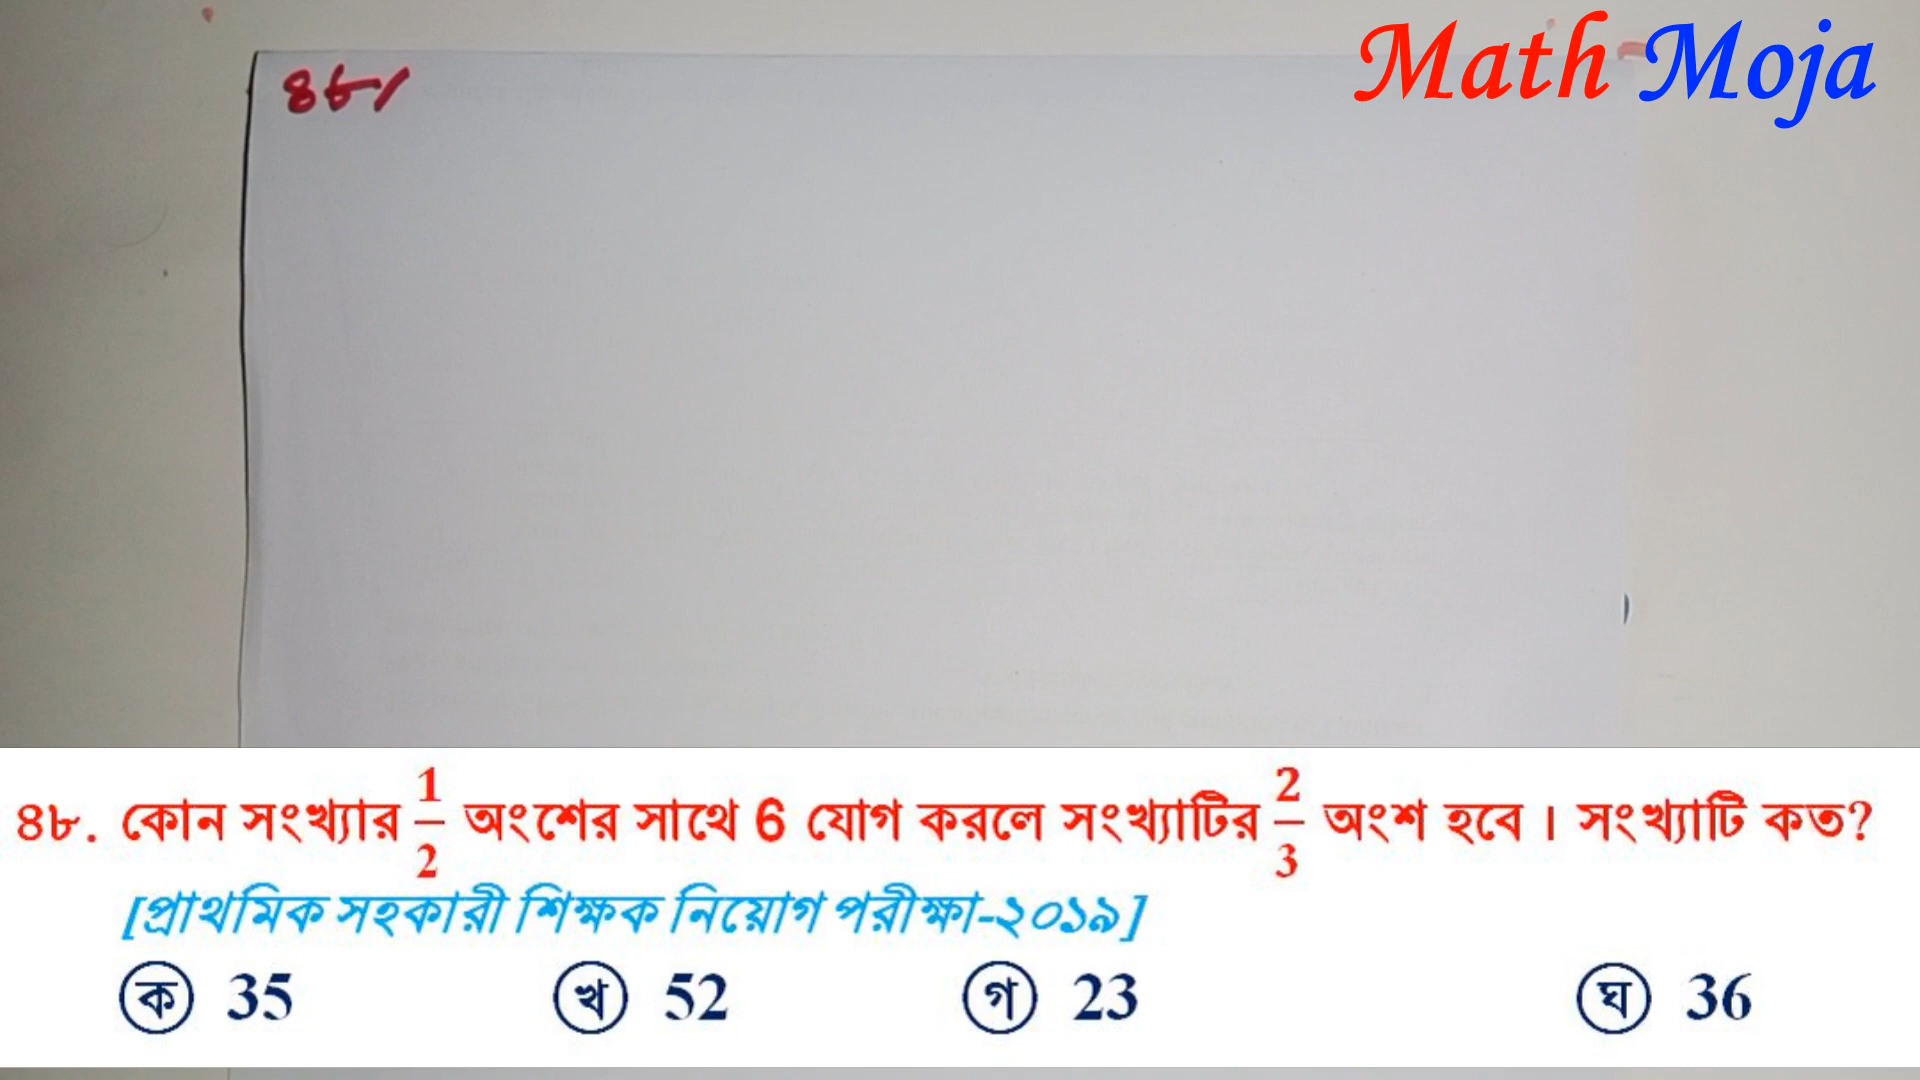 Math Moja
৪৮/
৪৮. কোন সংখ্যার 1/2 অংশের সাথে 6 যোগ করলে সংখ্যাটির 2/3 অংশ হবে । সংখ্যাটি কত?
[প্রাথমিক সহকারী শিক্ষক নিয়োগ পরীক্ষা-২০১৯]
ক 35 খ 52 গ 23 ঘ 36